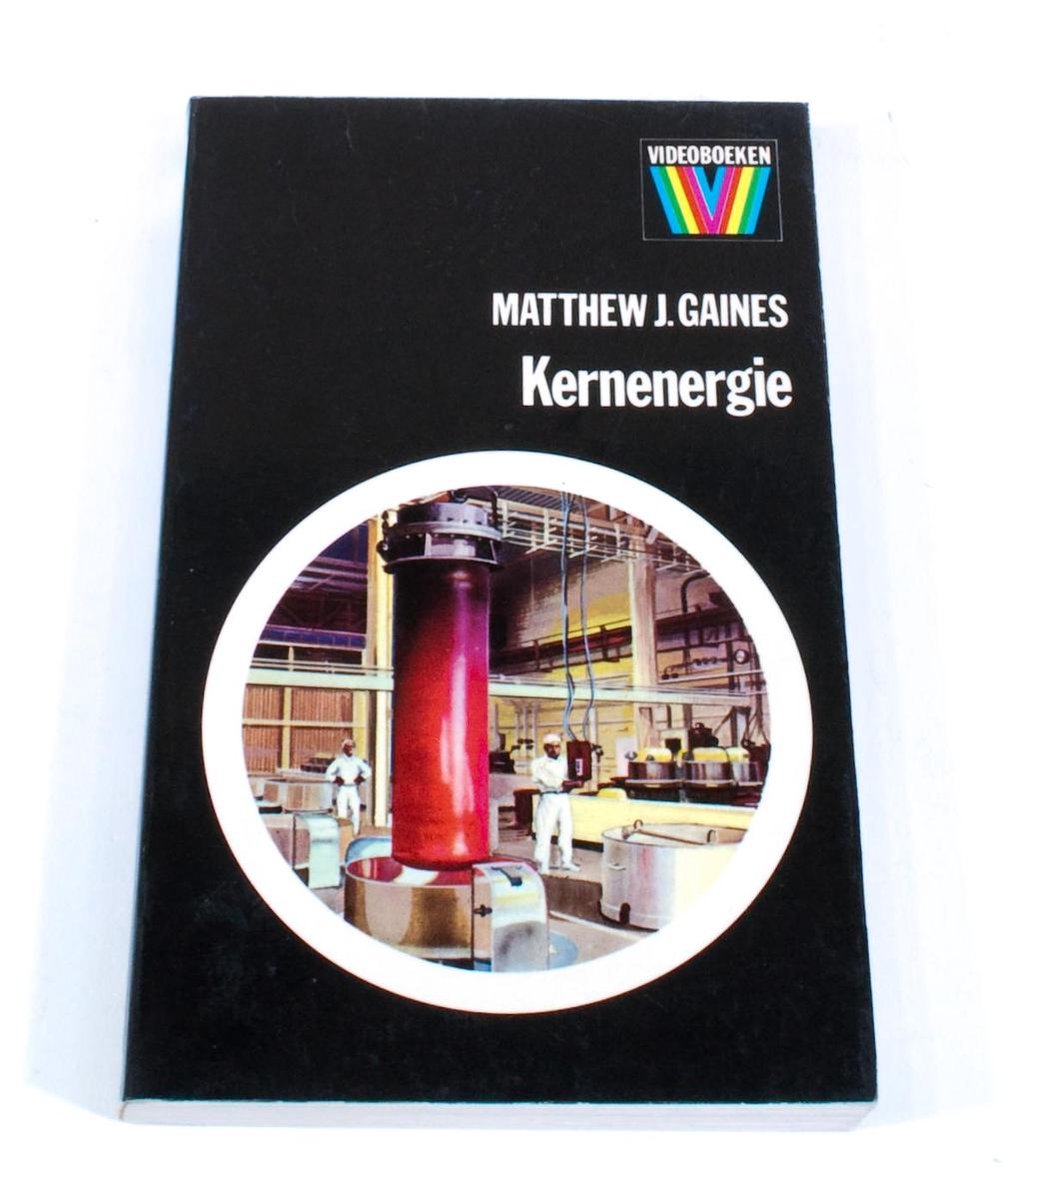 VIDEOBOEKEN
MATTHEW J. GAINES
Kernenergie